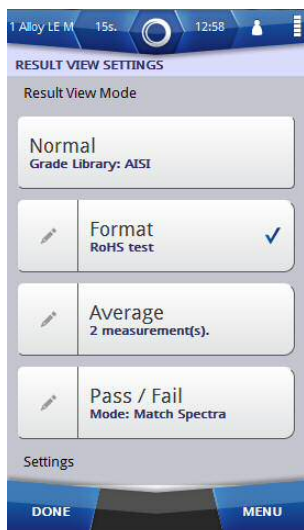 1 Alloy LE M 15s. 12:58
RESULT VIEW SETTINGS
Result View Mode
Normal
Grade Library: AISI
Format
RoHS test
Average
2 measurement(s).
Pass / Fail
Mode: Match Spectra
Settings
DONE MENU